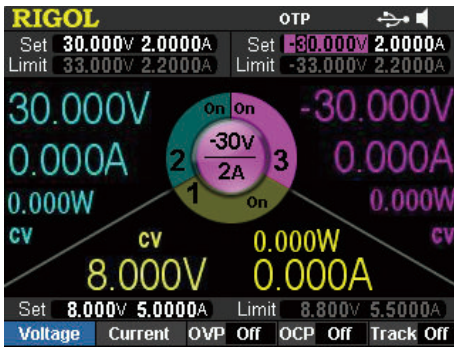 RIGOL OTP
Set 30.000V 2.0000A Set -30.000V 2.0000A
Limit 33.000V 2.2000A Limit -33.000V 2.2000A
30.000V On On -30.000V
-30V
0.000A 2 2A 3 0.000A
0.000W 1 On 0.000W
CV CV 0.000W CV
8.000V 0.000A
Set 8.000V 5.0000A Limit 8.800V 5.5000A
Voltage Current OVP Off OCP Off Track Off